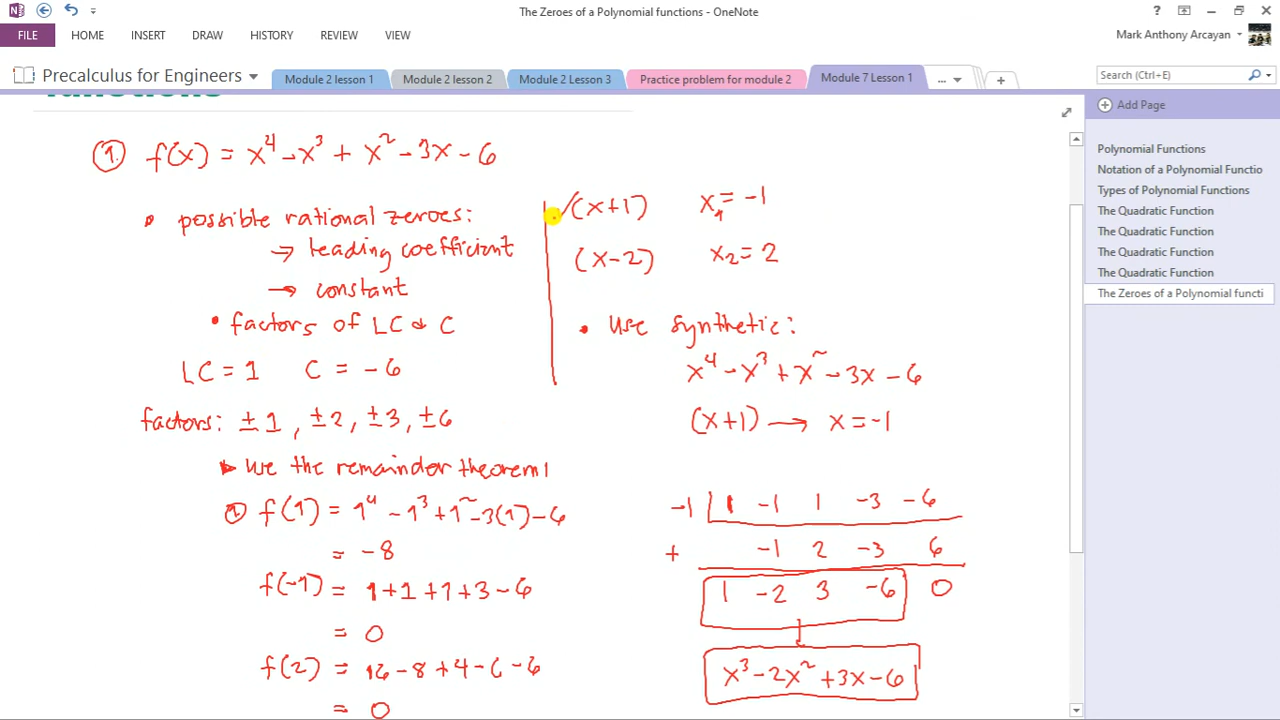 The Zeroes of a Polynomial functions - OneNote
FILE HOME INSERT DRAW HISTORY REVIEW VIEW
Mark Anthony Arcayan
Precalculus for Engineers
Module 2 lesson 1 Module 2 lesson 2 Module 2 Lesson 3 Practice problem for module 2 Module 7 Lesson 1 ...
Search (Ctrl+E)
Add Page
Polynomial Functions
Notation of a Polynomial Functio
Types of Polynomial Functions
The Quadratic Function
The Quadratic Function
The Quadratic Function
The Quadratic Function
The Zeroes of a Polynomial functi
① f(x) = x⁴ - x³ + x² - 3x - 6
• possible rational zeroes:
→ leading coefficient
→ constant
• factors of LC & C
LC = 1 C = -6
factors: ±1, ±2, ±3, ±6
use the remainder theorem
① f(1) = 1⁴ - 1³ + 1² - 3(1) - 6
= -8
f(-1) = 1+1+1+3-6
= 0
f(2) = 16-8+4-6-6
= 0
✓(x+1) x₁ = -1
(x-2) x₂ = 2
• use synthetic:
x⁴ - x³ + x² - 3x - 6
(x+1) → x = -1
-1 | 1 -1 1 -3 -6
+ -1 2 -3 6
1 -2 3 -6 0
x³ - 2x² + 3x - 6